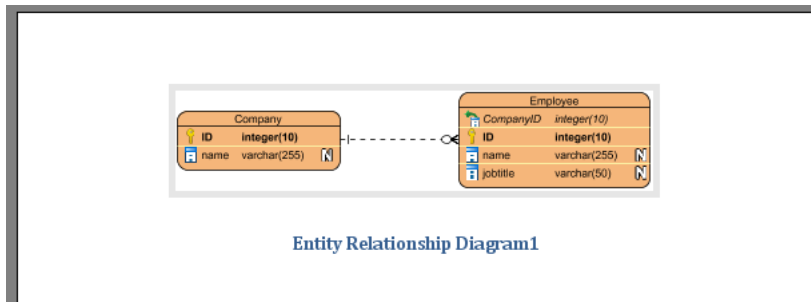 Company
ID integer(10)
name varchar(255) N
Employee
CompanyID integer(10)
ID integer(10)
name varchar(255) N
jobtitle varchar(50) N
Entity Relationship Diagram1